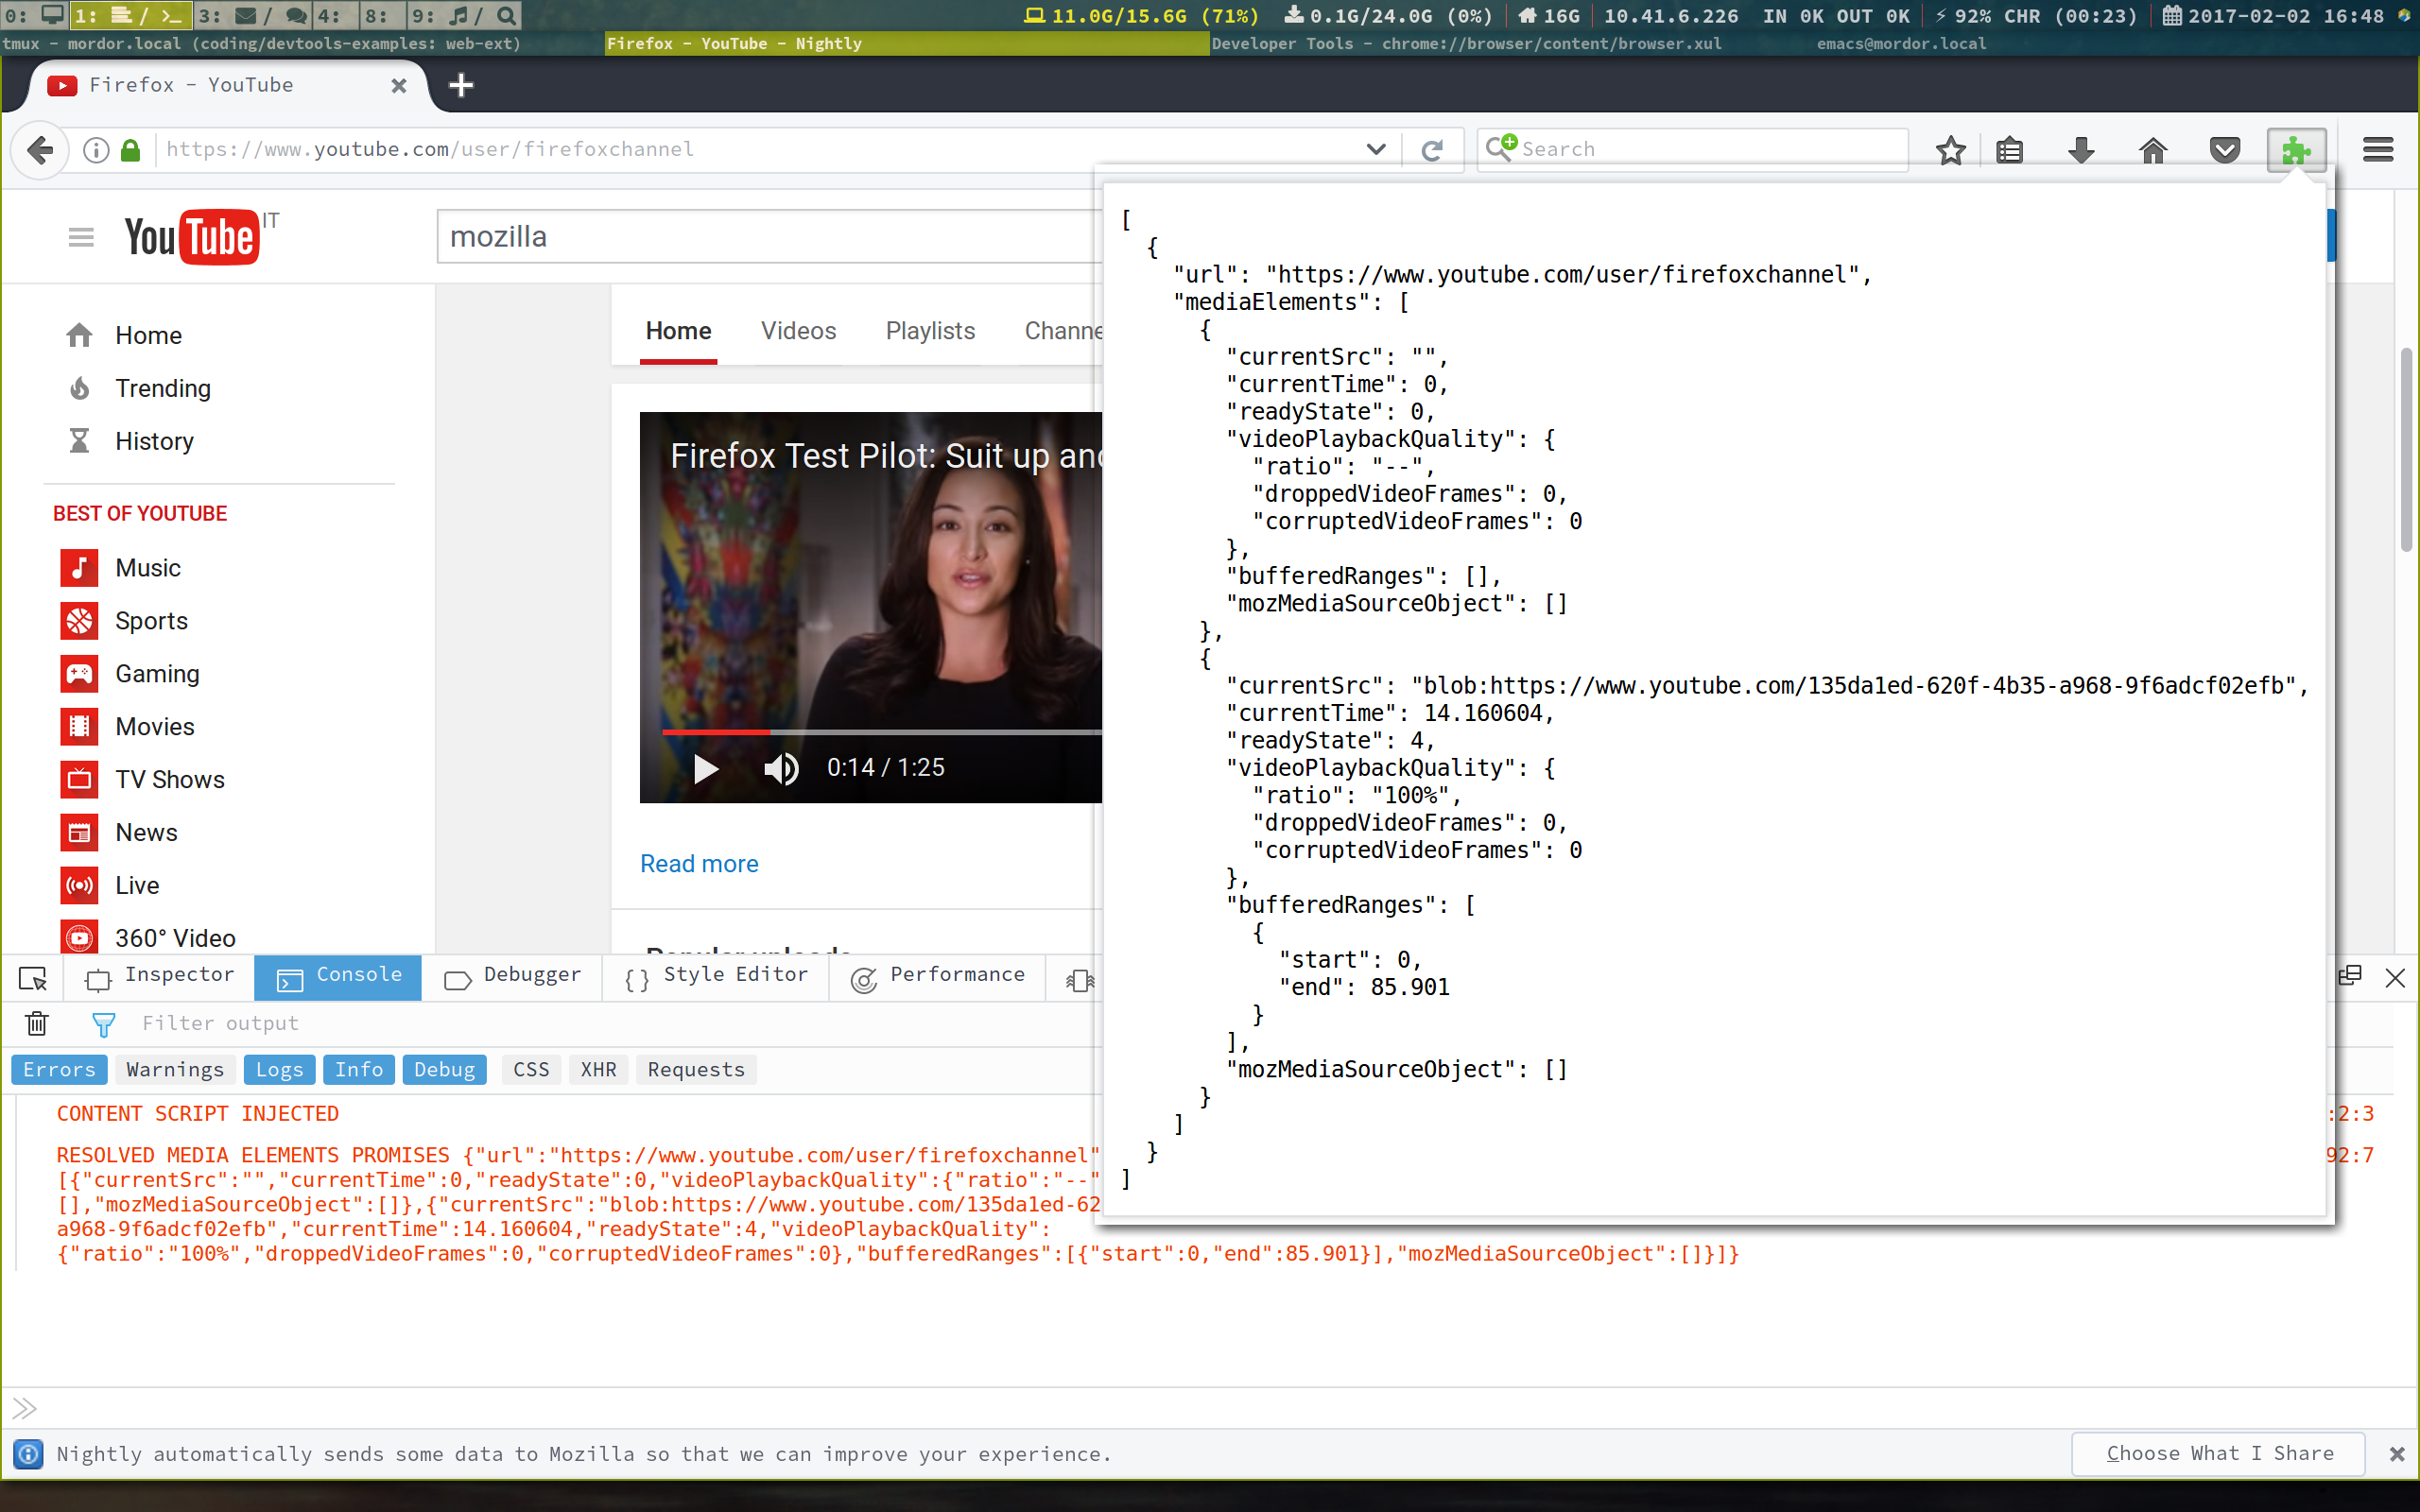 0: 1: / 3: / 4: 8: 9: / 11.0G/15.6G (71%) 0.1G/24.0G (0%) 16G 10.41.6.226 IN 0K OUT 0K 92% CHR (00:23) 2017-02-02 16:48
tmux - mordor.local (coding/devtools-examples: web-ext) Firefox - YouTube - Nightly Developer Tools - chrome://browser/content/browser.xul emacs@mordor.local
Firefox - YouTube
https://www.youtube.com/user/firefoxchannel
Search
YouTube IT
mozilla
Home
Trending
History
BEST OF YOUTUBE
Music
Sports
Gaming
Movies
TV Shows
News
Live
360° Video
Home Videos Playlists Channe
Firefox Test Pilot: Suit up and
0:14 / 1:25
Read more
Popular uploads
[
{
"url": "https://www.youtube.com/user/firefoxchannel",
"mediaElements": [
{
"currentSrc": "",
"currentTime": 0,
"readyState": 0,
"videoPlaybackQuality": {
"ratio": "--",
"droppedVideoFrames": 0,
"corruptedVideoFrames": 0
},
"bufferedRanges": [],
"mozMediaSourceObject": []
},
{
"currentSrc": "blob:https://www.youtube.com/135da1ed-620f-4b35-a968-9f6adcf02efb",
"currentTime": 14.160604,
"readyState": 4,
"videoPlaybackQuality": {
"ratio": "100%",
"droppedVideoFrames": 0,
"corruptedVideoFrames": 0
},
"bufferedRanges": [
{
"start": 0,
"end": 85.901
}
],
"mozMediaSourceObject": []
}
]
}
]
Inspector Console Debugger Style Editor Performance
Filter output
Errors Warnings Logs Info Debug CSS XHR Requests
CONTENT SCRIPT INJECTED :2:3
RESOLVED MEDIA ELEMENTS PROMISES {"url":"https://www.youtube.com/user/firefoxchannel" 92:7
[{"currentSrc":"","currentTime":0,"readyState":0,"videoPlaybackQuality":{"ratio":"--"
[],"mozMediaSourceObject":[]},{"currentSrc":"blob:https://www.youtube.com/135da1ed-62
a968-9f6adcf02efb","currentTime":14.160604,"readyState":4,"videoPlaybackQuality":
{"ratio":"100%","droppedVideoFrames":0,"corruptedVideoFrames":0},"bufferedRanges":[{"start":0,"end":85.901}],"mozMediaSourceObject":[]}]}
Nightly automatically sends some data to Mozilla so that we can improve your experience.
Choose What I Share